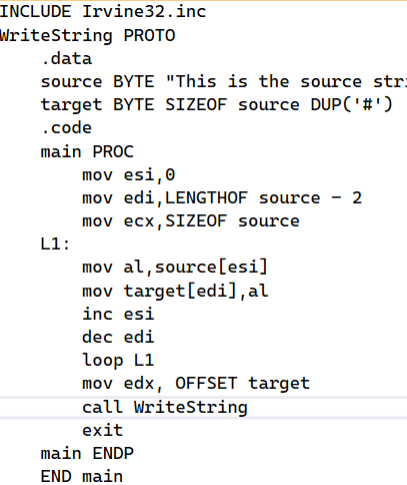 INCLUDE Irvine32.inc
WriteString PROTO
.data
source BYTE "This is the source
target BYTE SIZEOF source DUP('#')
.code
main PROC
mov esi,0
mov edi,LENGTHOF source - 2
mov ecx,SIZEOF source
L1:
mov al,source[esi]
mov target[edi],al
inc esi
dec edi
loop L1
mov edx, OFFSET target
call WriteString
exit
main ENDP
END main